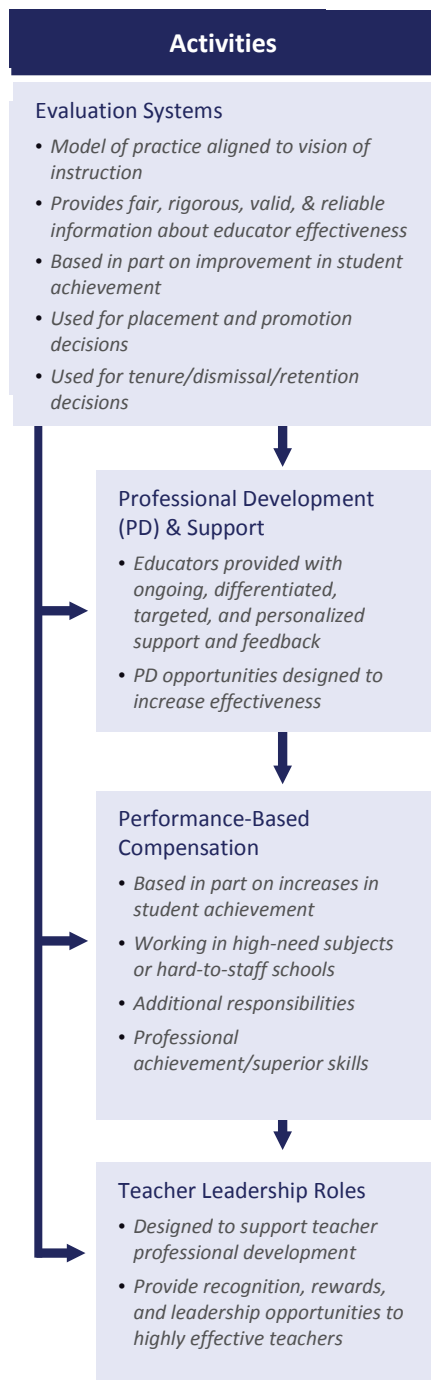 Activities
Evaluation Systems
• Model of practice aligned to vision of
instruction
• Provides fair, rigorous, valid, & reliable
information about educator effectiveness
• Based in part on improvement in student
achievement
• Used for placement and promotion
decisions
• Used for tenure/dismissal/retention
decisions
Professional Development
(PD) & Support
• Educators provided with
ongoing, differentiated,
targeted, and personalized
support and feedback
• PD opportunities designed to
increase effectiveness
Performance-Based
Compensation
• Based in part on increases in
student achievement
• Working in high-need subjects
or hard-to-staff schools
• Additional responsibilities
• Professional
achievement/superior skills
Teacher Leadership Roles
• Designed to support teacher
professional development
• Provide recognition, rewards,
and leadership opportunities to
highly effective teachers